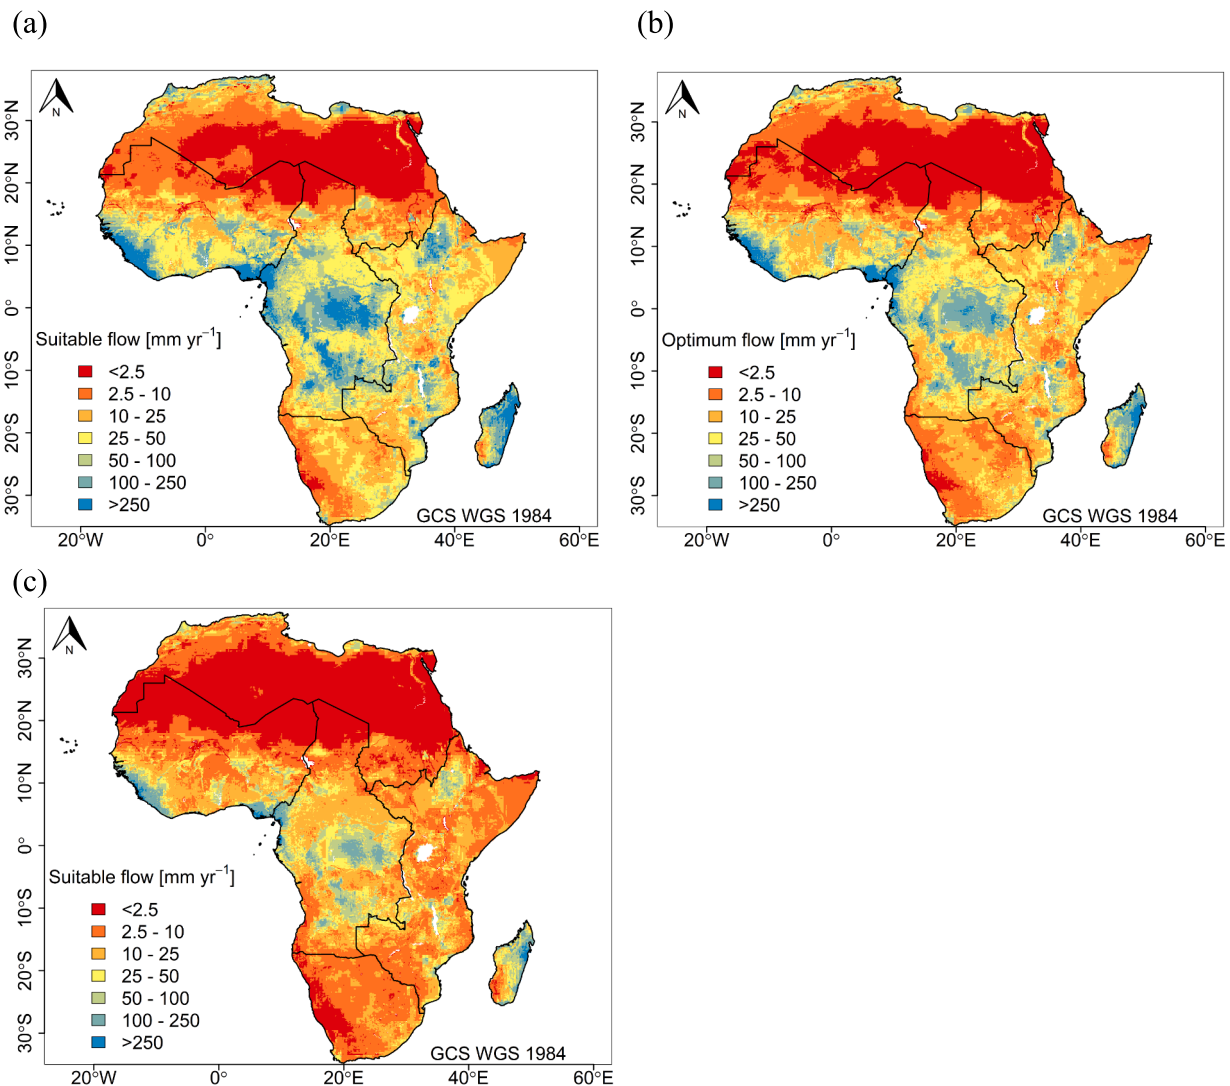 (a)
(b)
N
30°N
20°N
10°N
0°
10°S
20°S
30°S
Suitable flow [mm yr−1]
<2.5
2.5 - 10
10 - 25
25 - 50
50 - 100
100 - 250
>250
GCS WGS 1984
20°W
0°
20°E
40°E
60°E
N
30°N
20°N
10°N
0°
10°S
20°S
30°S
Optimum flow [mm yr−1]
<2.5
2.5 - 10
10 - 25
25 - 50
50 - 100
100 - 250
>250
GCS WGS 1984
20°W
0°
20°E
40°E
60°E
(c)
N
30°N
20°N
10°N
0°
10°S
20°S
30°S
Suitable flow [mm yr−1]
<2.5
2.5 - 10
10 - 25
25 - 50
50 - 100
100 - 250
>250
GCS WGS 1984
20°W
0°
20°E
40°E
60°E